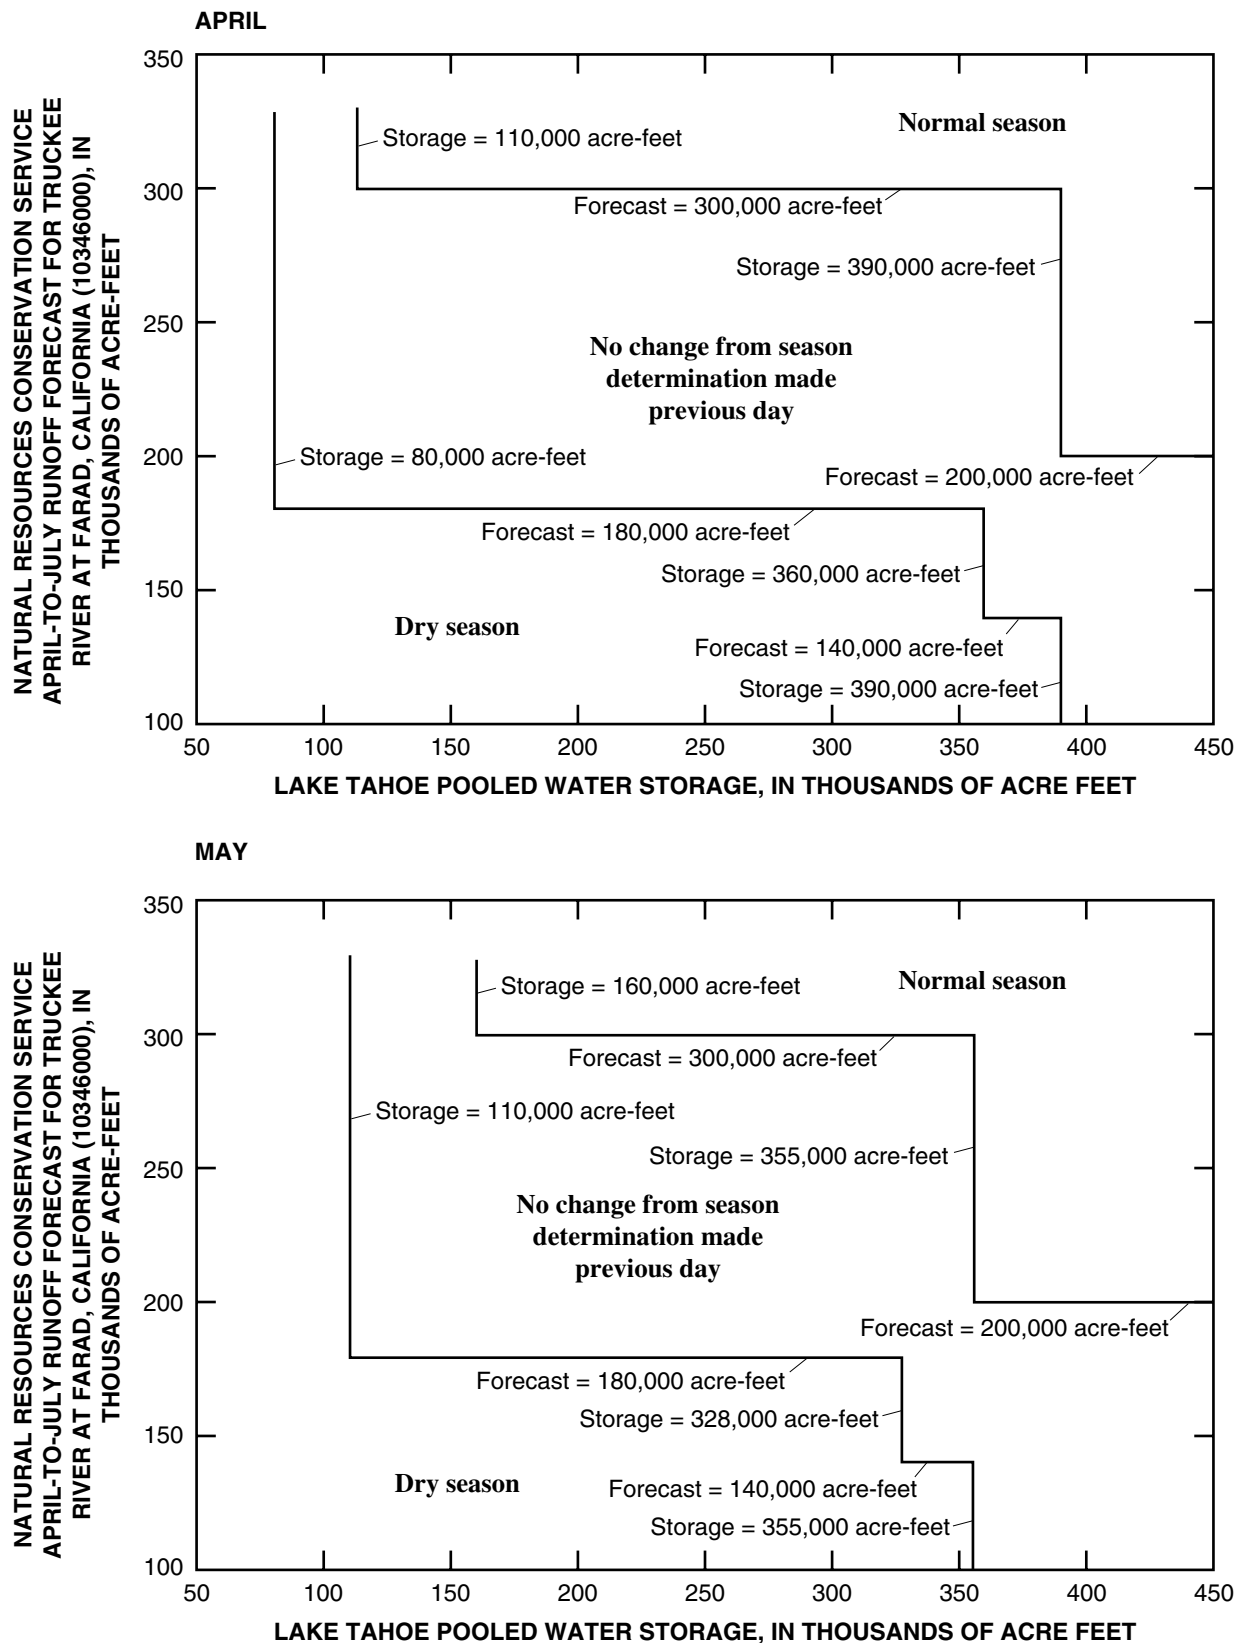 APRIL
NATURAL RESOURCES CONSERVATION SERVICE
APRIL-TO-JULY RUNOFF FORECAST FOR TRUCKEE
RIVER AT FARAD, CALIFORNIA (10346000), IN
THOUSANDS OF ACRE-FEET
350
300
250
200
150
100
Normal season
Storage = 110,000 acre-feet
Forecast = 300,000 acre-feet
Storage = 390,000 acre-feet
No change from season
determination made
previous day
Storage = 80,000 acre-feet
Forecast = 200,000 acre-feet
Forecast = 180,000 acre-feet
Storage = 360,000 acre-feet
Dry season
Forecast = 140,000 acre-feet
Storage = 390,000 acre-feet
50 100 150 200 250 300 350 400 450
LAKE TAHOE POOLED WATER STORAGE, IN THOUSANDS OF ACRE FEET
MAY
NATURAL RESOURCES CONSERVATION SERVICE
APRIL-TO-JULY RUNOFF FORECAST FOR TRUCKEE
RIVER AT FARAD, CALIFORNIA (10346000), IN
THOUSANDS OF ACRE-FEET
350
300
250
200
150
100
Normal season
Storage = 160,000 acre-feet
Forecast = 300,000 acre-feet
Storage = 110,000 acre-feet
Storage = 355,000 acre-feet
No change from season
determination made
previous day
Forecast = 200,000 acre-feet
Forecast = 180,000 acre-feet
Storage = 328,000 acre-feet
Dry season
Forecast = 140,000 acre-feet
Storage = 355,000 acre-feet
50 100 150 200 250 300 350 400 450
LAKE TAHOE POOLED WATER STORAGE, IN THOUSANDS OF ACRE FEET